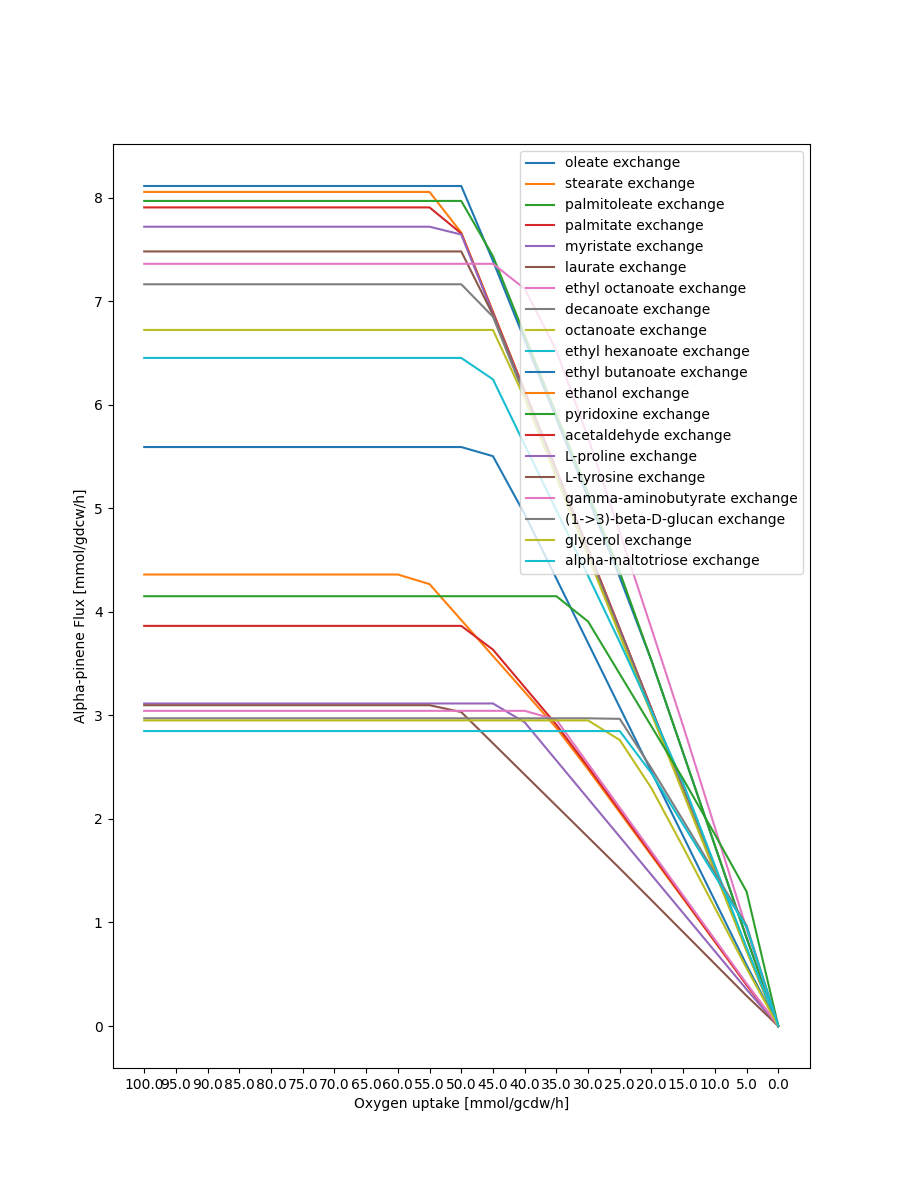 8
7
6
5
4
3
2
1
0
Alpha-pinene Flux [mmol/gdcw/h]
oleate exchange
stearate exchange
palmitoleate exchange
palmitate exchange
myristate exchange
laurate exchange
ethyl octanoate exchange
decanoate exchange
octanoate exchange
ethyl hexanoate exchange
ethyl butanoate exchange
ethanol exchange
pyridoxine exchange
acetaldehyde exchange
L-proline exchange
L-tyrosine exchange
gamma-aminobutyrate exchange
(1->3)-beta-D-glucan exchange
glycerol exchange
alpha-maltotriose exchange
100.0 95.0 90.0 85.0 80.0 75.0 70.0 65.0 60.0 55.0 50.0 45.0 40.0 35.0 30.0 25.0 20.0 15.0 10.0 5.0 0.0
Oxygen uptake [mmol/gcdw/h]